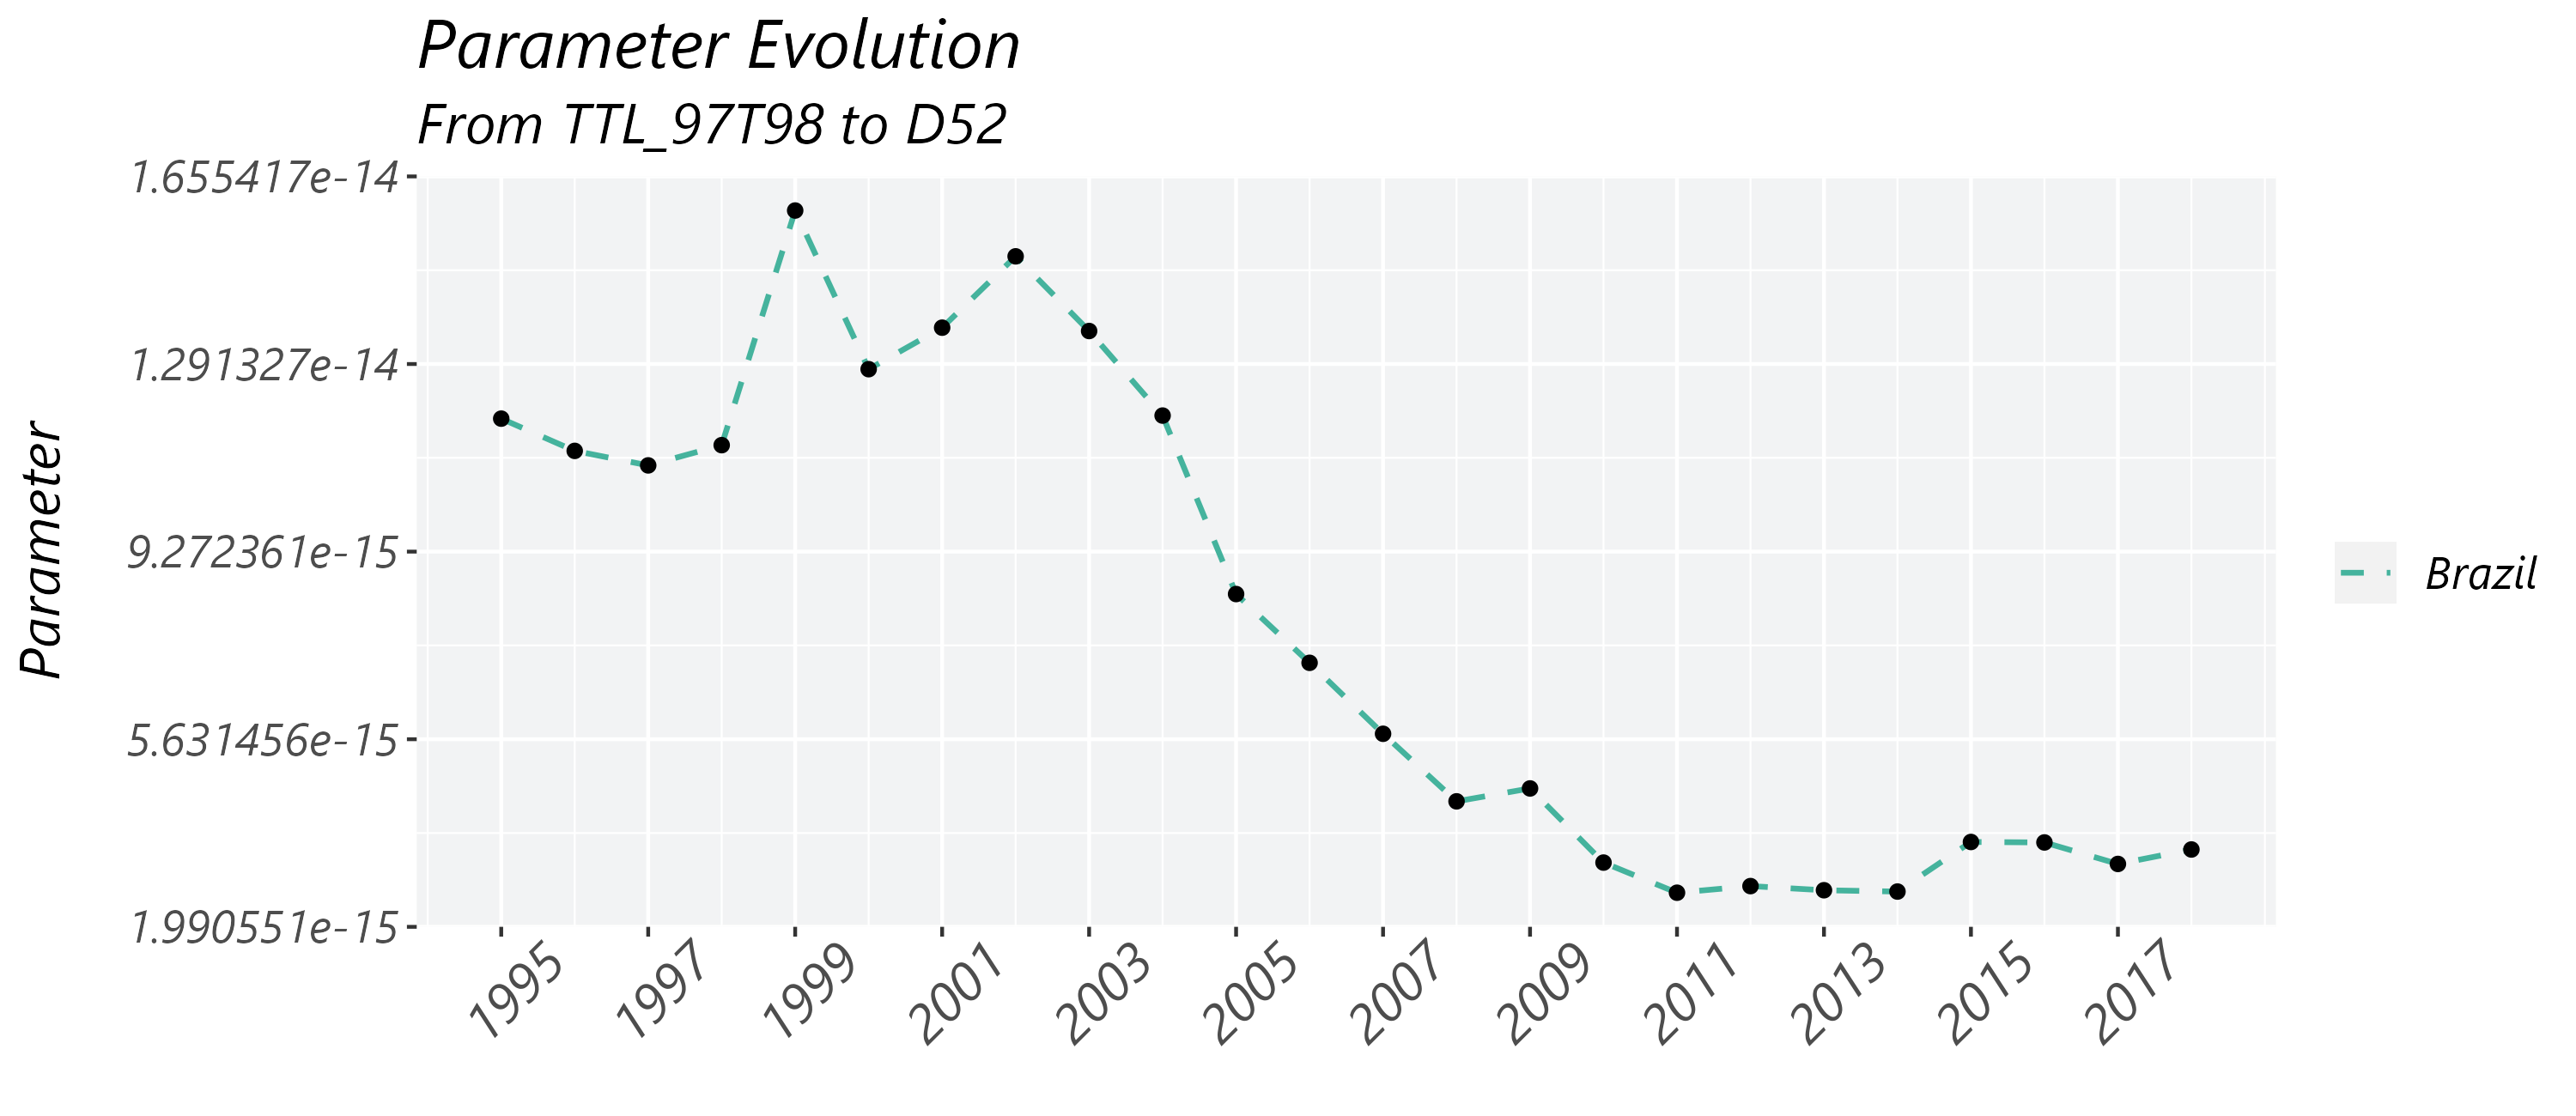 Parameter Evolution
From TTL_97T98 to D52
1.655417e-14
1.291327e-14
9.272361e-15
5.631456e-15
1.990551e-15
Parameter
1995
1997
1999
2001
2003
2005
2007
2009
2011
2013
2015
2017
Brazil